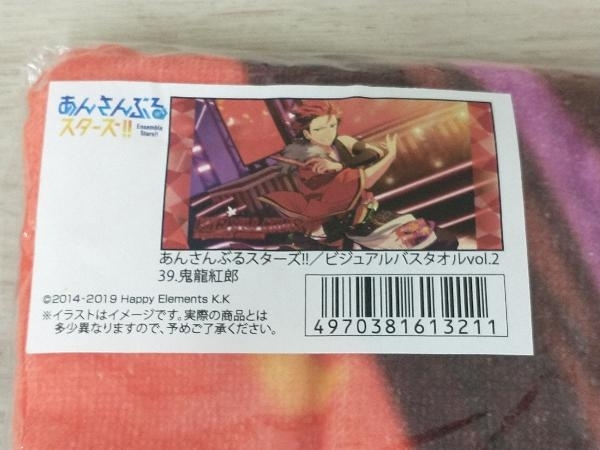 あんさんぶる
スターズ!!
Ensemble
Stars!!
あんさんぶるスターズ!!／ビジュアルバスタオルvol.2
39.鬼龍紅郎
©2014-2019 Happy Elements K.K
※イラストはイメージです。実際の商品とは
多少異なりますので、予めご了承ください。
4970381613211